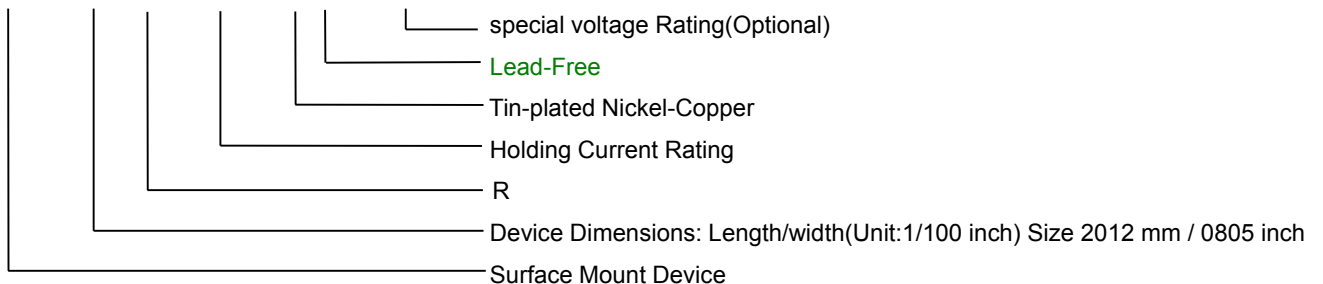 special voltage Rating(Optional)
Lead-Free
Tin-plated Nickel-Copper
Holding Current Rating
R
Device Dimensions: Length/width(Unit:1/100 inch) Size 2012 mm / 0805 inch
Surface Mount Device